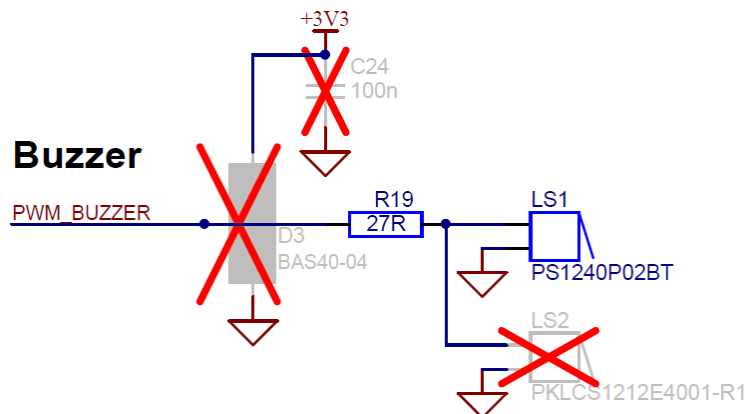 +3V3
C24
100n
Buzzer
PWM_BUZZER
D3
BAS40-04
R19
27R
LS1
PS1240P02BT
LS2
PKLCS1212E4001-R1